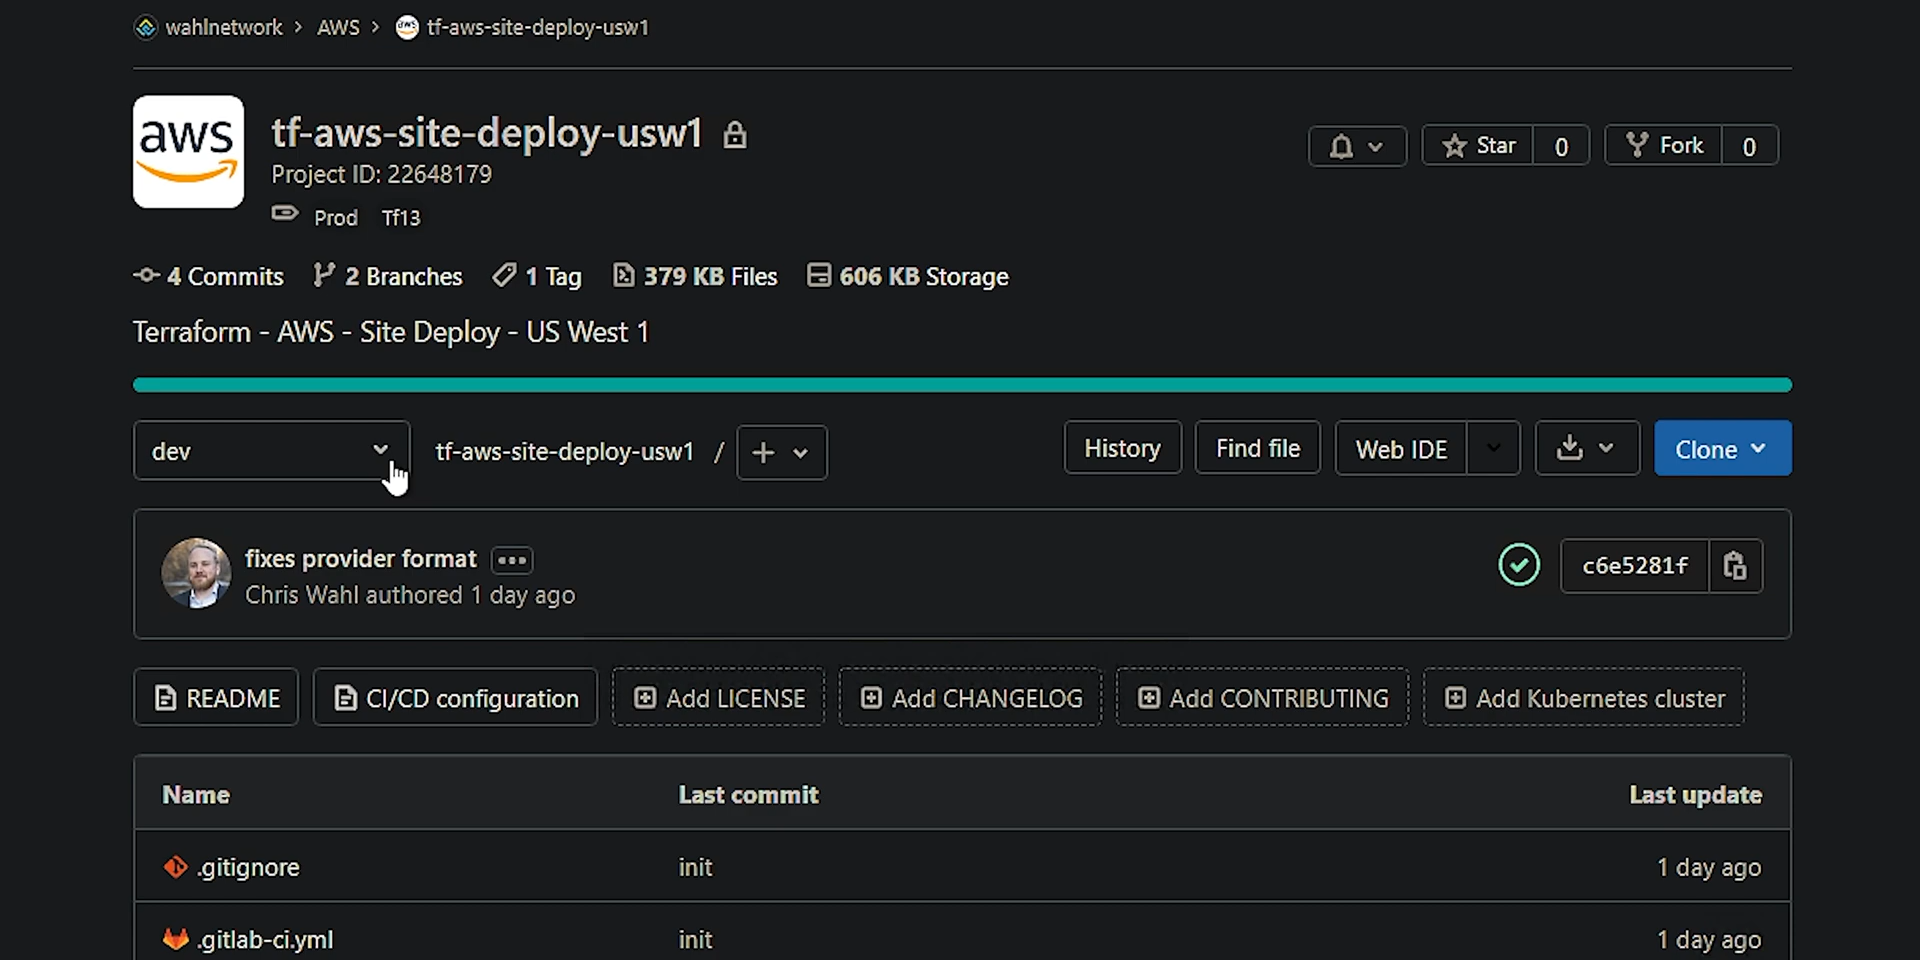 wahlnetwork > AWS > aws tf-aws-site-deploy-usw1
aws
tf-aws-site-deploy-usw1
Project ID: 22648179
Prod Tf13
Star 0 Fork 0
4 Commits 2 Branches 1 Tag 379 KB Files 606 KB Storage
Terraform - AWS - Site Deploy - US West 1
dev tf-aws-site-deploy-usw1 / + History Find file Web IDE Clone
fixes provider format
Chris Wahl authored 1 day ago
c6e5281f
README CI/CD configuration Add LICENSE Add CHANGELOG Add CONTRIBUTING Add Kubernetes cluster
Name Last commit Last update
.gitignore init 1 day ago
.gitlab-ci.yml init 1 day ago